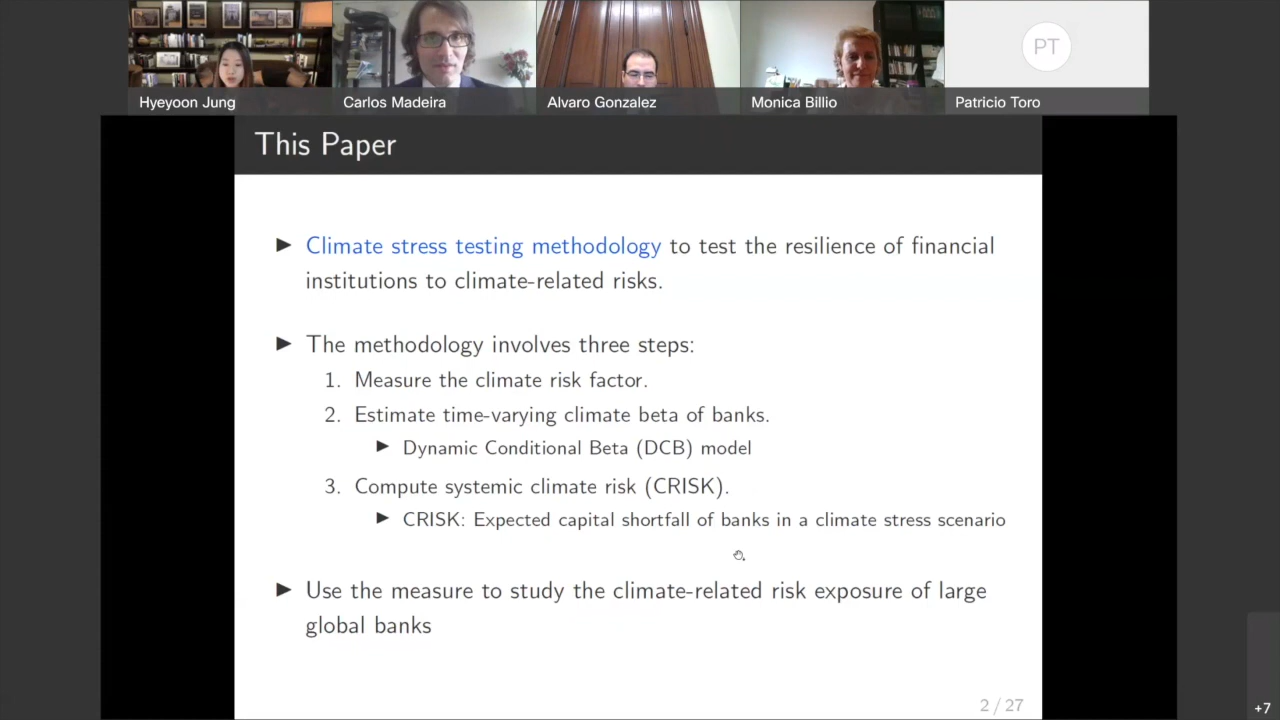 Hyeyoon Jung
Carlos Madeira
Alvaro Gonzalez
Monica Billio
PT
Patricio Toro
This Paper
► Climate stress testing methodology to test the resilience of financial
institutions to climate-related risks.
► The methodology involves three steps:
1. Measure the climate risk factor.
2. Estimate time-varying climate beta of banks.
► Dynamic Conditional Beta (DCB) model
3. Compute systemic climate risk (CRISK).
► CRISK: Expected capital shortfall of banks in a climate stress scenario
► Use the measure to study the climate-related risk exposure of large
global banks
2 / 27
+7